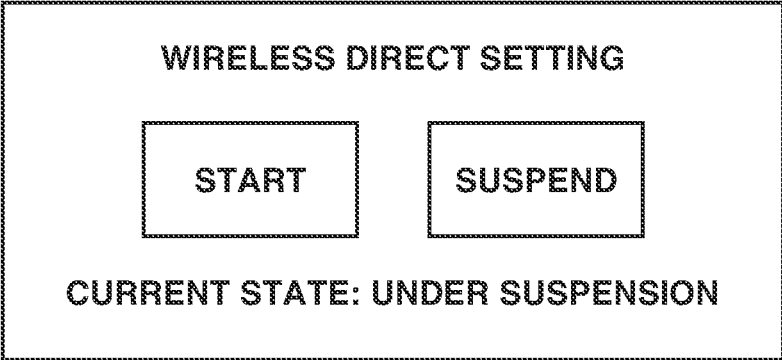 WIRELESS DIRECT SETTING
START
SUSPEND
CURRENT STATE: UNDER SUSPENSION